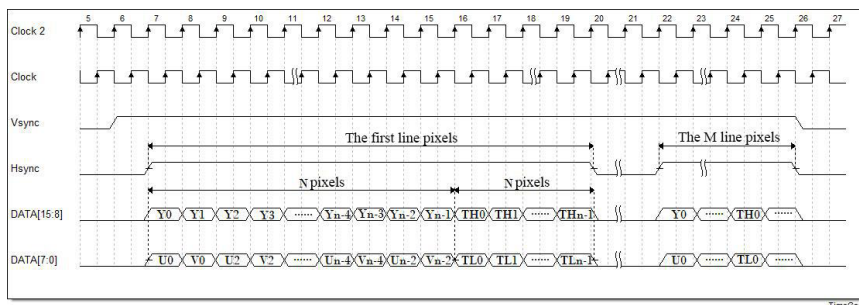 5 6 7 8 9 10 11 12 13 14 15 16 17 18 19 20 21 22 23 24 25 26 27
Clock 2
Clock
Vsync
The first line pixels
The M line pixels
Hsync
N pixels
N pixels
DATA[15:8]
Y0 Y1 Y2 Y3 ······ Yn-4 Yn-3 Yn-2 Yn-1 TH0 TH1 ······ THn-1 Y0 ······ TH0 ······
DATA[7:0]
U0 V0 U2 V2 ······ Un-4 Vn-4 Un-2 Vn-2 TL0 TL1 ······ TLn-1 U0 ······ TL0 ······